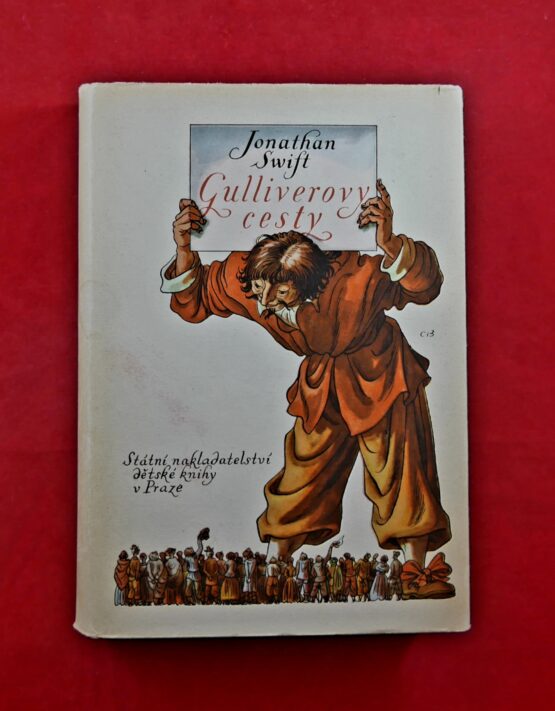 Jonathan
Swift
Gulliverovy
cesty
Státní nakladatelství
dětské knihy
v Praze